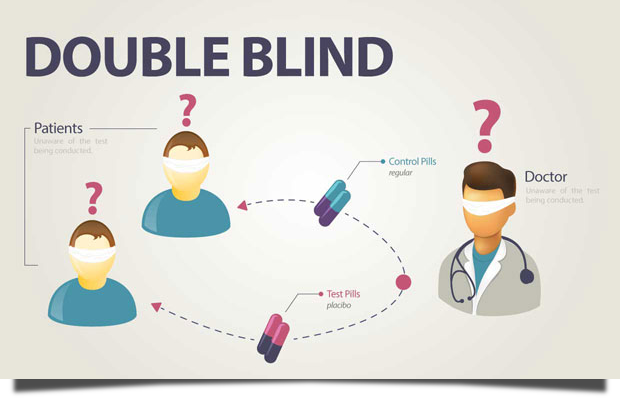 DOUBLE BLIND
?
Patients
Unaware of the test
being conducted.
?
?
Control Pills
regular
Doctor
Unaware of the test
being conducted.
Test Pills
placibo